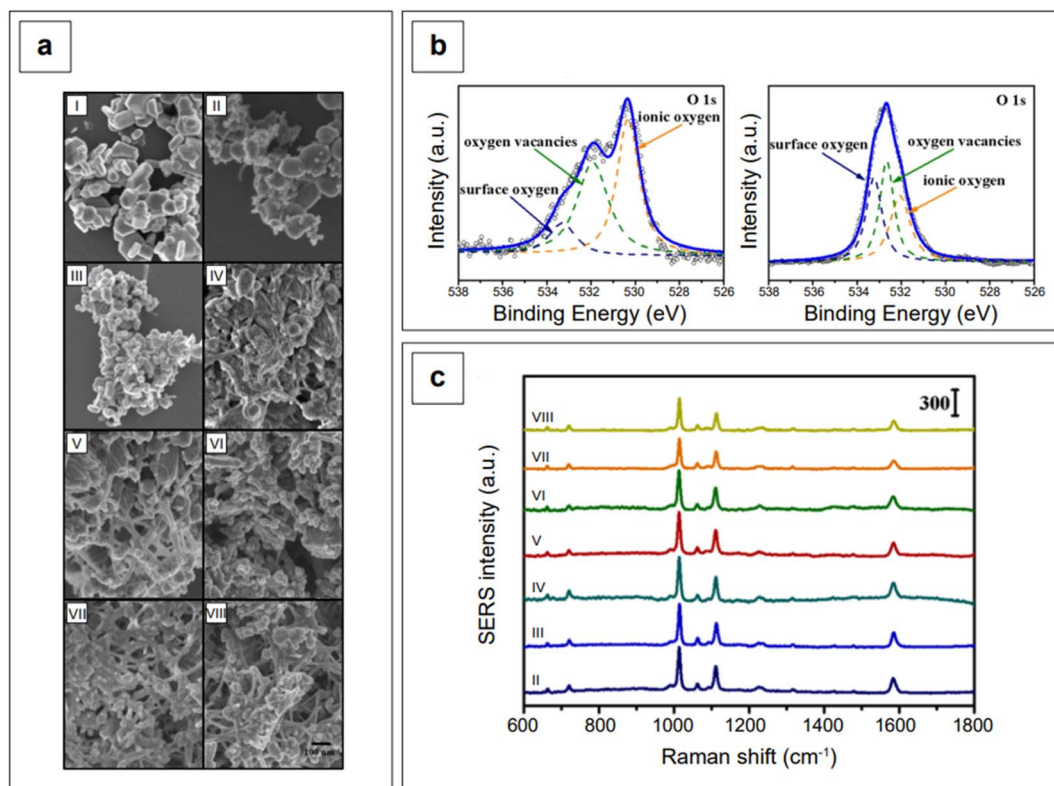 a
I
II
III
IV
V
VI
VII
VIII
100 nm
b
Intensity (a.u.)
O 1s
ionic oxygen
oxygen vacancies
surface oxygen
538 536 534 532 530 528 526
Binding Energy (eV)
Intensity (a.u.)
O 1s
surface oxygen
oxygen vacancies
ionic oxygen
538 536 534 532 530 528 526
Binding Energy (eV)
c
300
SERS intensity (a.u.)
VIII
VII
VI
V
IV
III
II
600 800 1000 1200 1400 1600 1800
Raman shift (cm⁻¹)